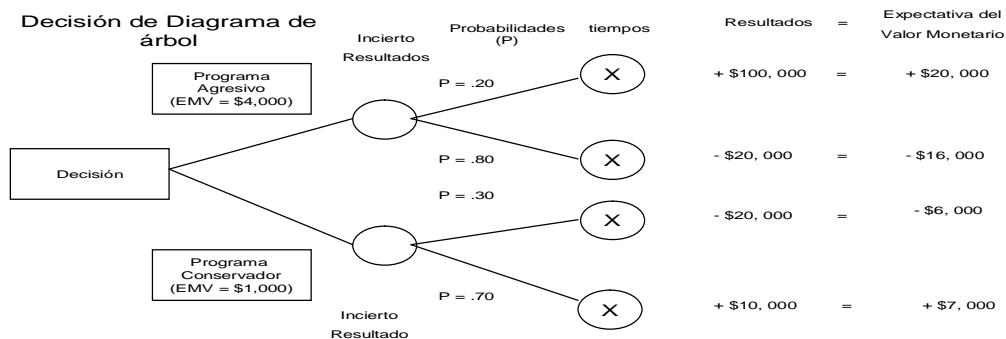 Decisión de Diagrama de
árbol
Incierto
Resultados
Probabilidades
(P)
tiempos
Resultados =
Expectativa del
Valor Monetario
Programa
Agresivo
(EMV = $4,000)
P = .20
X
+ $100, 000 = + $20, 000
P = .80
X
- $20, 000 = - $16, 000
Decisión
P = .30
X
- $20, 000 = - $6, 000
Programa
Conservador
(EMV = $1,000)
P = .70
X
+ $10, 000 = + $7, 000
Incierto
Resultado